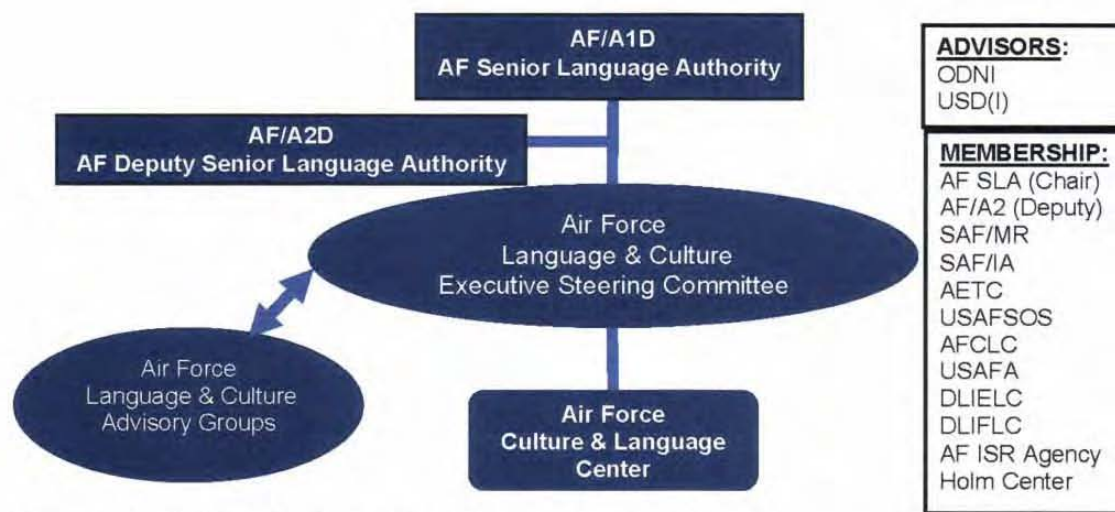 AF/A1D
AF Senior Language Authority
AF/A2D
AF Deputy Senior Language Authority
Air Force
Language & Culture
Executive Steering Committee
Air Force
Language & Culture
Advisory Groups
Air Force
Culture & Language
Center
ADVISORS:
ODNI
USD(I)
MEMBERSHIP:
AF SLA (Chair)
AF/A2 (Deputy)
SAF/MR
SAF/IA
AETC
USAFSOS
AFCLC
USAFA
DLIELC
DLIFLC
AF ISR Agency
Holm Center